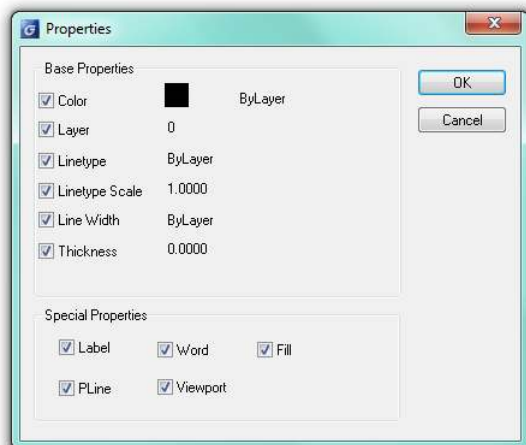 Properties
Base Properties
OK
Color ByLayer
Layer 0
Cancel
Linetype ByLayer
Linetype Scale 1.0000
Line Width ByLayer
Thickness 0.0000
Special Properties
Label Word Fill
PLine Viewport